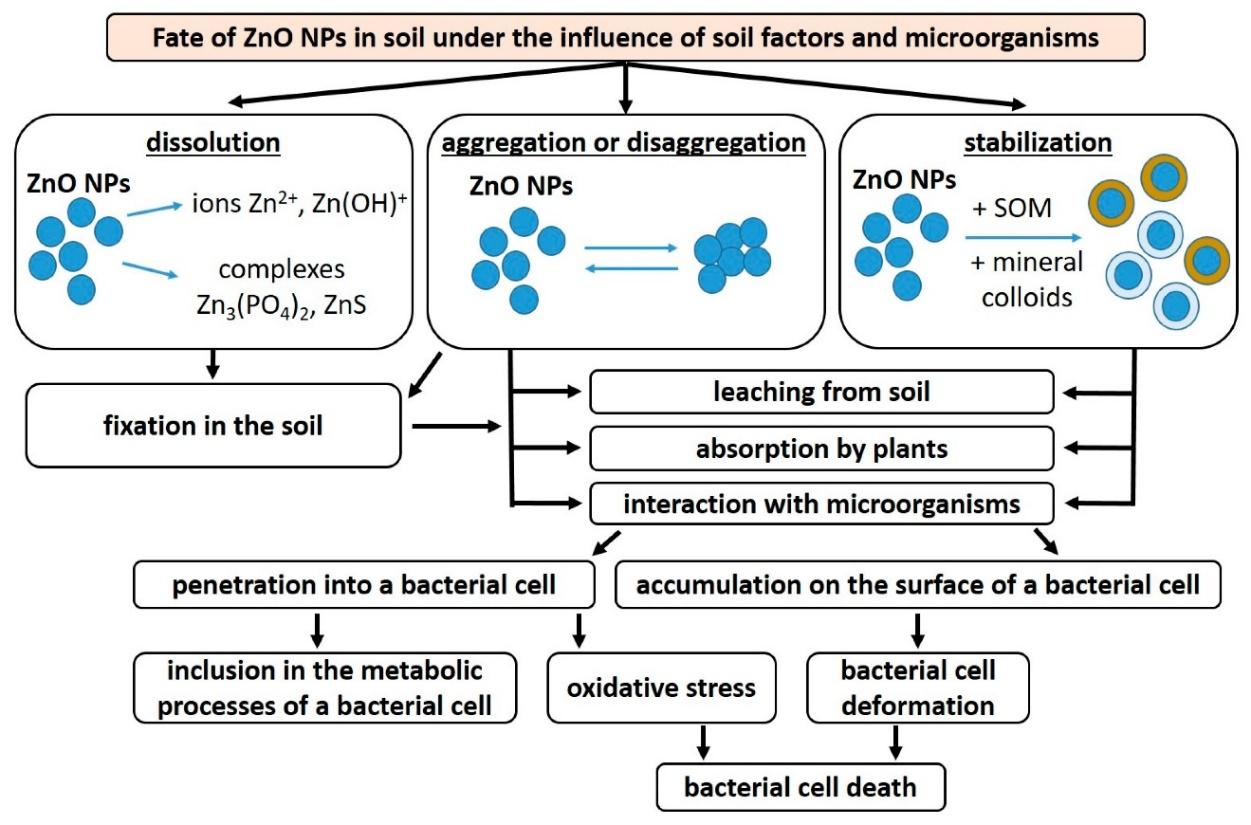 Fate of ZnO NPs in soil under the influence of soil factors and microorganisms
dissolution
ZnO NPs
ions Zn²⁺, Zn(OH)⁺
complexes
Zn₃(PO₄)₂, ZnS
aggregation or disaggregation
ZnO NPs
stabilization
ZnO NPs
+ SOM
+ mineral
colloids
fixation in the soil
leaching from soil
absorption by plants
interaction with microorganisms
penetration into a bacterial cell
accumulation on the surface of a bacterial cell
inclusion in the metabolic
processes of a bacterial cell
oxidative stress
bacterial cell
deformation
bacterial cell death